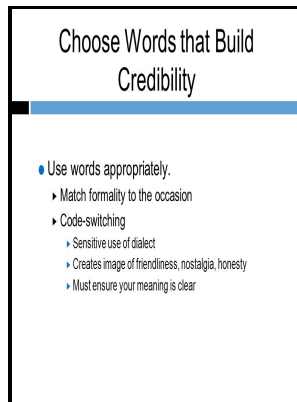 Choose Words that Build
Credibility
Use words appropriately.
Match formality to the occasion
Code-switching
Sensitive use of dialect
Creates image of friendliness, nostalgia, honesty
Must ensure your meaning is clear